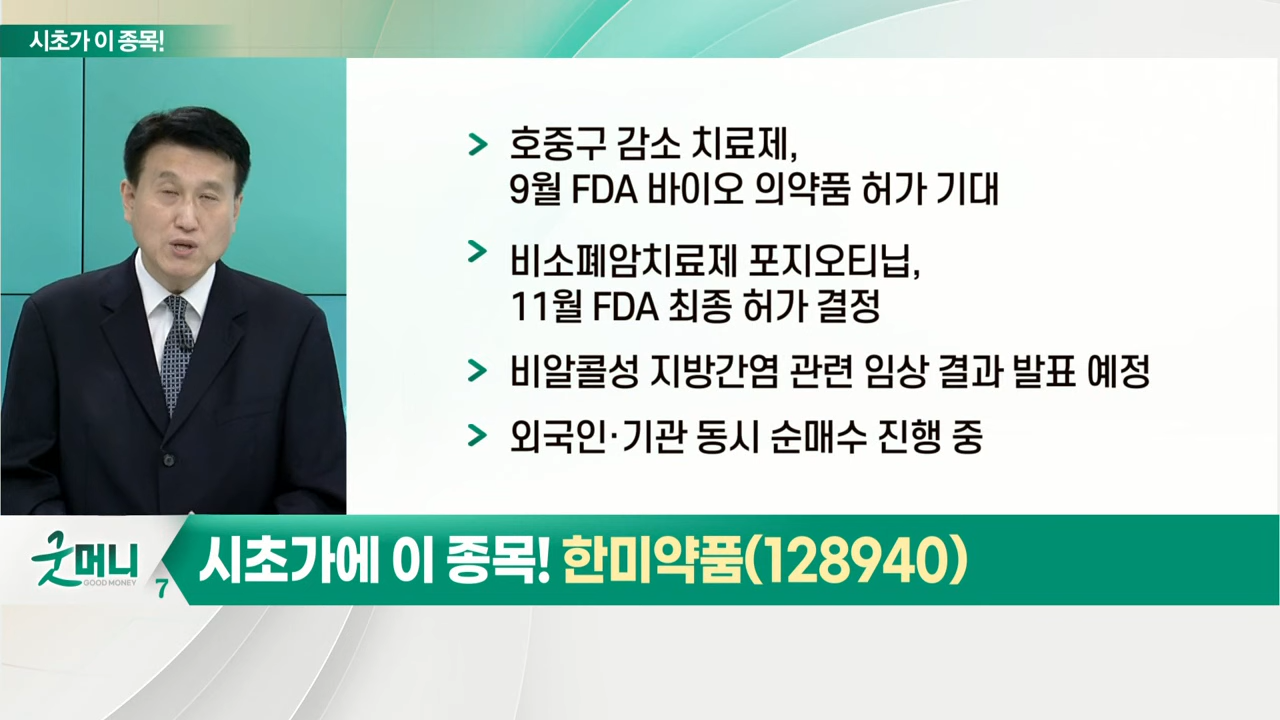 시초가 이 종목!
> 호중구 감소 치료제,
9월 FDA 바이오 의약품 허가 기대
> 비소폐암치료제 포지오티닙,
11월 FDA 최종 허가 결정
> 비알콜성 지방간염 관련 임상 결과 발표 예정
> 외국인·기관 동시 순매수 진행 중
굿머니
GOOD MONEY
7
시초가에 이 종목! 한미약품(128940)